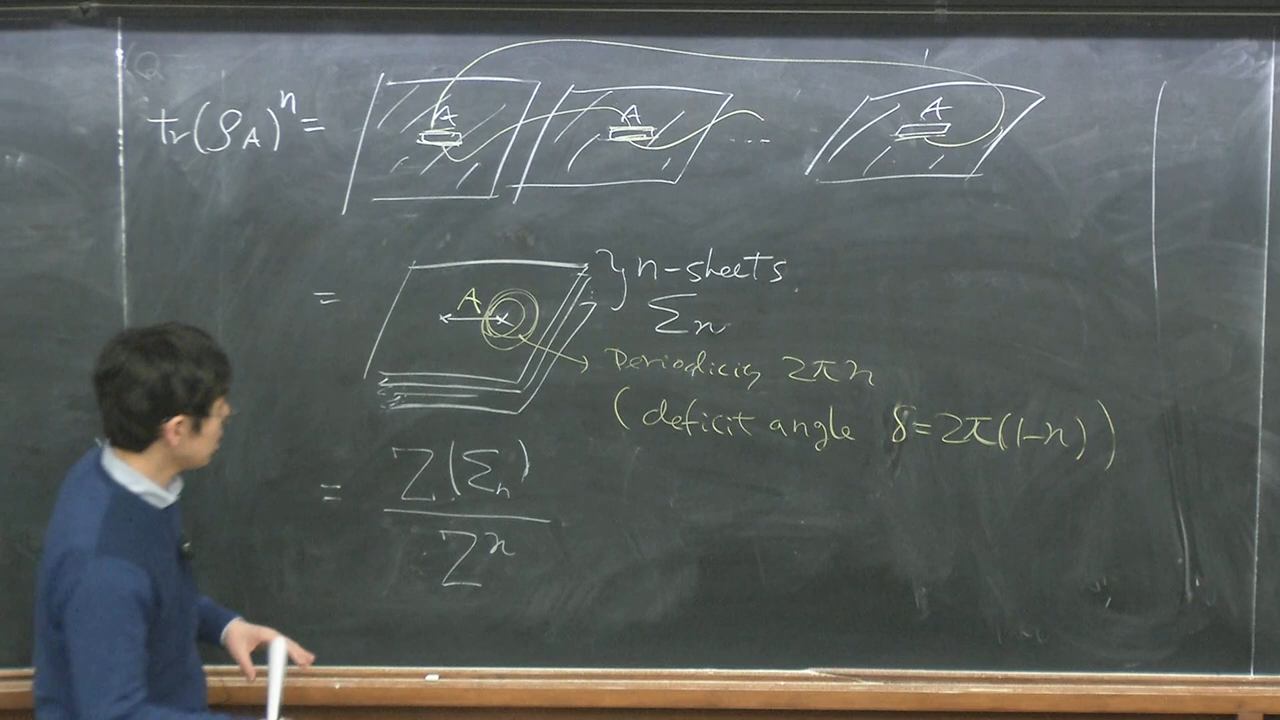 tr(ρ_A)^n =
A A ... A
= A } n-sheets.
Σ_n
→ Periodicity 2πn
(deficit angle δ=2π(1-n))
= Z(Σ_n) / Z^n